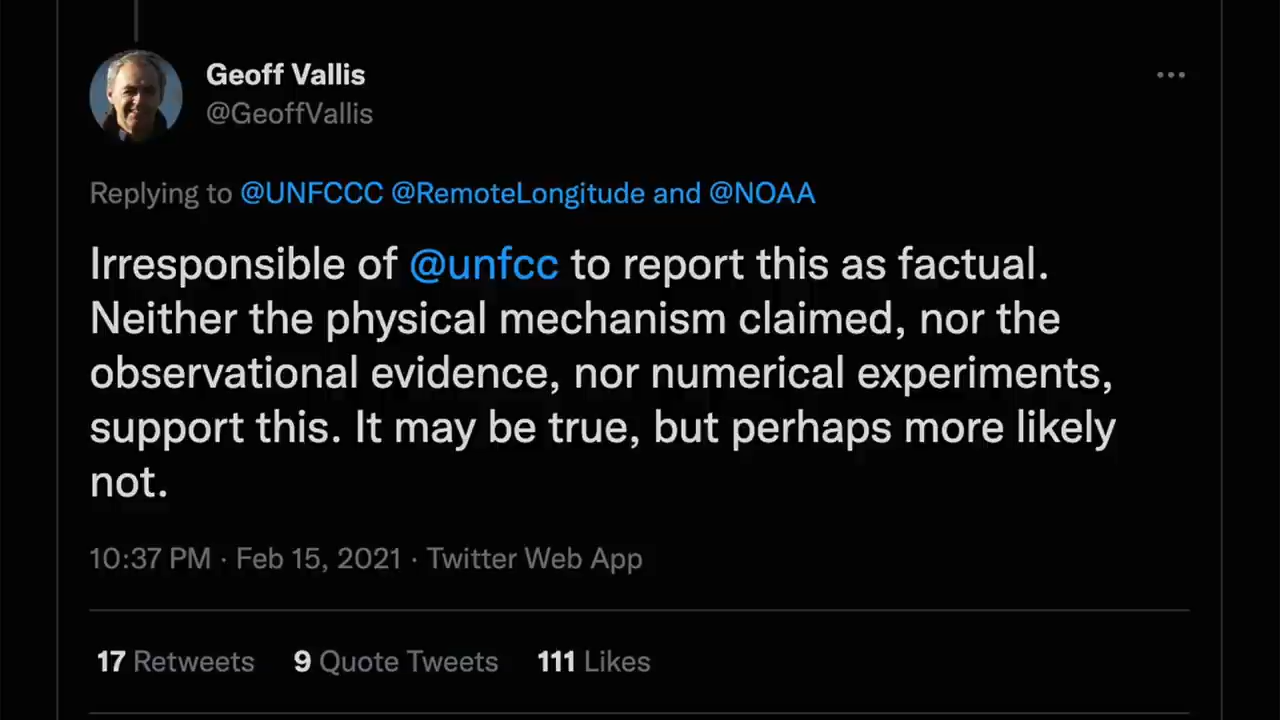 Geoff Vallis
@GeoffVallis
Replying to @UNFCCC @RemoteLongitude and @NOAA
Irresponsible of @unfcc to report this as factual.
Neither the physical mechanism claimed, nor the
observational evidence, nor numerical experiments,
support this. It may be true, but perhaps more likely
not.
10:37 PM · Feb 15, 2021 · Twitter Web App
17 Retweets 9 Quote Tweets 111 Likes